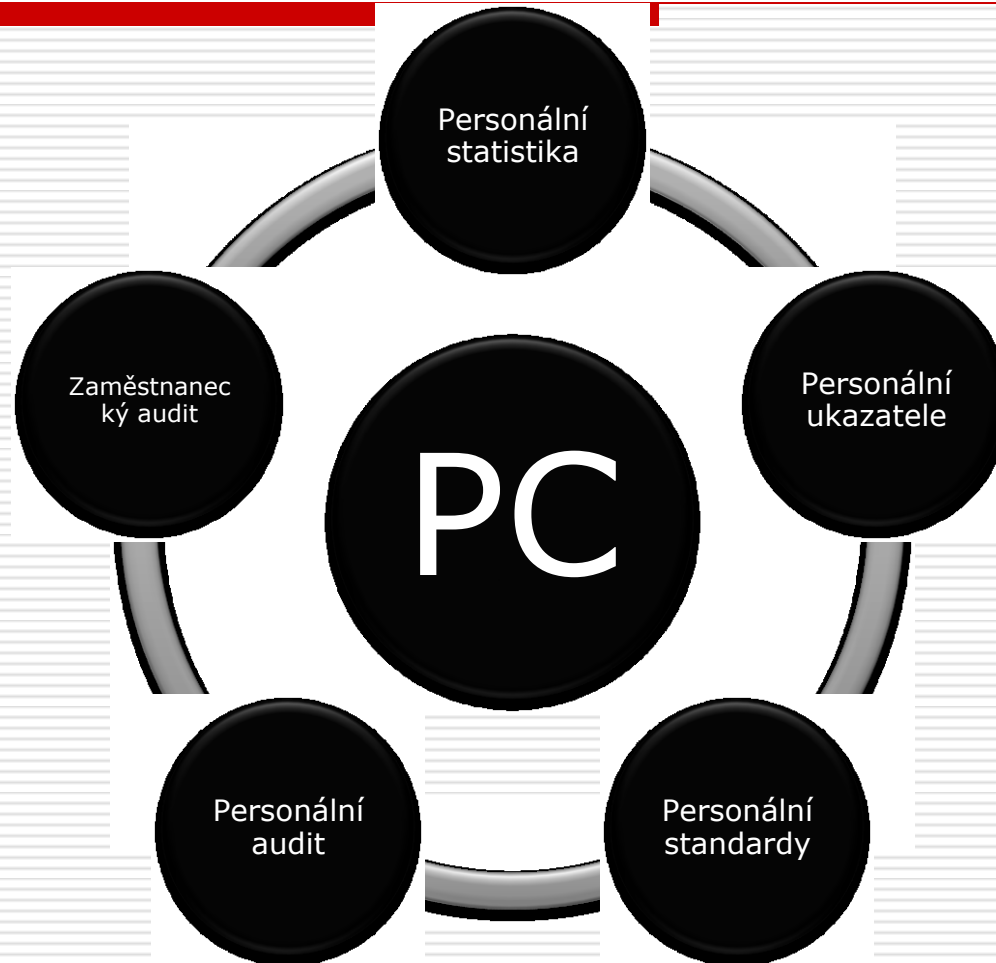 Personální
statistika
Personální
ukazatele
Personální
standardy
Personální
audit
Zaměstnanec
ký audit
PC